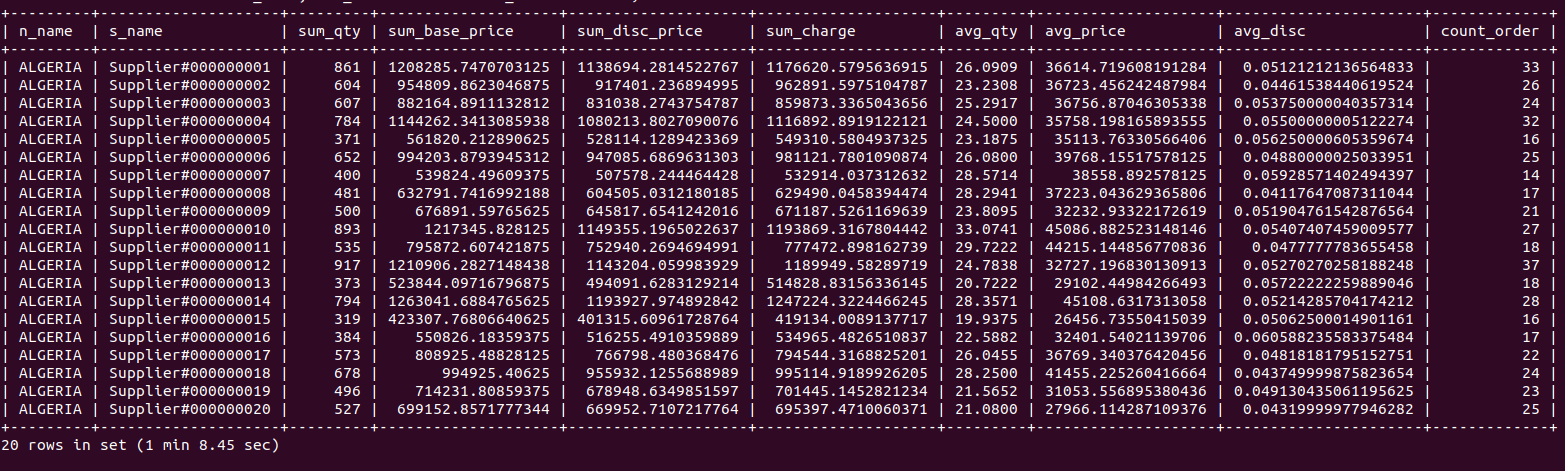 | n_name | s_name | sum_qty | sum_base_price | sum_disc_price | sum_charge | avg_qty | avg_price | avg_disc | count_order |
| ALGERIA | Supplier#000000001 | 861 | 1208285.7470703125 | 1138694.2814522767 | 1176620.5795636915 | 26.0909 | 36614.719608191284 | 0.05121212136564833 | 33 |
| ALGERIA | Supplier#000000002 | 604 | 954809.8623046875 | 917401.236894995 | 962891.5975104787 | 23.2308 | 36723.456242487984 | 0.04461538440619524 | 26 |
| ALGERIA | Supplier#000000003 | 607 | 882164.8911132812 | 831038.2743754787 | 859873.3365043656 | 25.2917 | 36756.87046305338 | 0.053750000040357314 | 24 |
| ALGERIA | Supplier#000000004 | 784 | 1144262.3413085938 | 1080213.8027090076 | 1116892.8919122121 | 24.5000 | 35758.198165893555 | 0.05500000005122274 | 32 |
| ALGERIA | Supplier#000000005 | 371 | 561820.212890625 | 528114.1289423369 | 549310.5804937325 | 23.1875 | 35113.76330566406 | 0.056250000605359674 | 16 |
| ALGERIA | Supplier#000000006 | 652 | 994203.8793945312 | 947085.6869631303 | 981121.7801090874 | 26.0800 | 39768.15517578125 | 0.04880000025033951 | 25 |
| ALGERIA | Supplier#000000007 | 400 | 539824.49609375 | 507578.244464428 | 532914.037312632 | 28.5714 | 38558.892578125 | 0.05928571402494397 | 14 |
| ALGERIA | Supplier#000000008 | 481 | 632791.7416992188 | 604505.0312180185 | 629490.0458394474 | 28.2941 | 37223.043629365806 | 0.04117647087311044 | 17 |
| ALGERIA | Supplier#000000009 | 500 | 676891.59765625 | 645817.6541242016 | 671187.5261169639 | 23.8095 | 32232.93322172619 | 0.051904761542876564 | 21 |
| ALGERIA | Supplier#000000010 | 893 | 1217345.828125 | 1149355.1965022637 | 1193869.3167804442 | 33.0741 | 45086.882523148146 | 0.05407407459009577 | 27 |
| ALGERIA | Supplier#000000011 | 535 | 795872.607421875 | 752940.2694694991 | 777472.898162739 | 29.7222 | 44215.144856770836 | 0.0477777783655458 | 18 |
| ALGERIA | Supplier#000000012 | 917 | 1210906.2827148438 | 1143204.059983929 | 1189949.58289719 | 24.7838 | 32727.196830130913 | 0.05270270258188248 | 37 |
| ALGERIA | Supplier#000000013 | 373 | 523844.09716796875 | 494091.6283129214 | 514828.83156336145 | 20.7222 | 29102.44984266493 | 0.05722222259889046 | 18 |
| ALGERIA | Supplier#000000014 | 794 | 1263041.6884765625 | 1193927.974892842 | 1247224.3224466245 | 28.3571 | 45108.6317313058 | 0.05214285704174212 | 28 |
| ALGERIA | Supplier#000000015 | 319 | 423307.76806640625 | 401315.60961728764 | 419134.0089137717 | 19.9375 | 26456.73550415039 | 0.05062500014901161 | 16 |
| ALGERIA | Supplier#000000016 | 384 | 550826.18359375 | 516255.4910359889 | 534965.4826510837 | 22.5882 | 32401.54021139706 | 0.060588235583375484 | 17 |
| ALGERIA | Supplier#000000017 | 573 | 808925.48828125 | 766798.480368476 | 794544.3168825201 | 26.0455 | 36769.340376420456 | 0.04818181795152751 | 22 |
| ALGERIA | Supplier#000000018 | 678 | 994925.40625 | 955932.1255688989 | 995114.9189926205 | 28.2500 | 41455.225260416664 | 0.043749999875823654 | 24 |
| ALGERIA | Supplier#000000019 | 496 | 714231.80859375 | 678948.6349851597 | 701445.1452821234 | 21.5652 | 31053.556895380436 | 0.049130435061195625 | 23 |
| ALGERIA | Supplier#000000020 | 527 | 699152.8571777344 | 669952.7107217764 | 695397.4710060371 | 21.0800 | 27966.114287109376 | 0.04319999977946282 | 25 |
20 rows in set (1 min 8.45 sec)